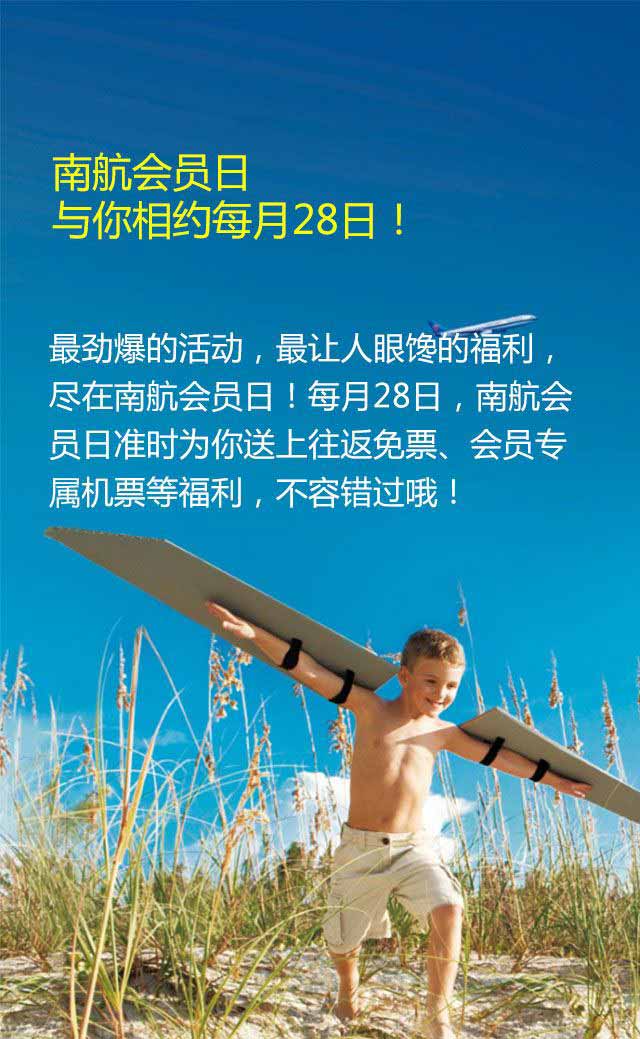 南航会员日
与你相约每月28日！
最劲爆的活动，最让人眼馋的福利，
尽在南航会员日！每月28日，南航会
员日准时为你送上往返免票、会员专
属机票等福利，不容错过哦！